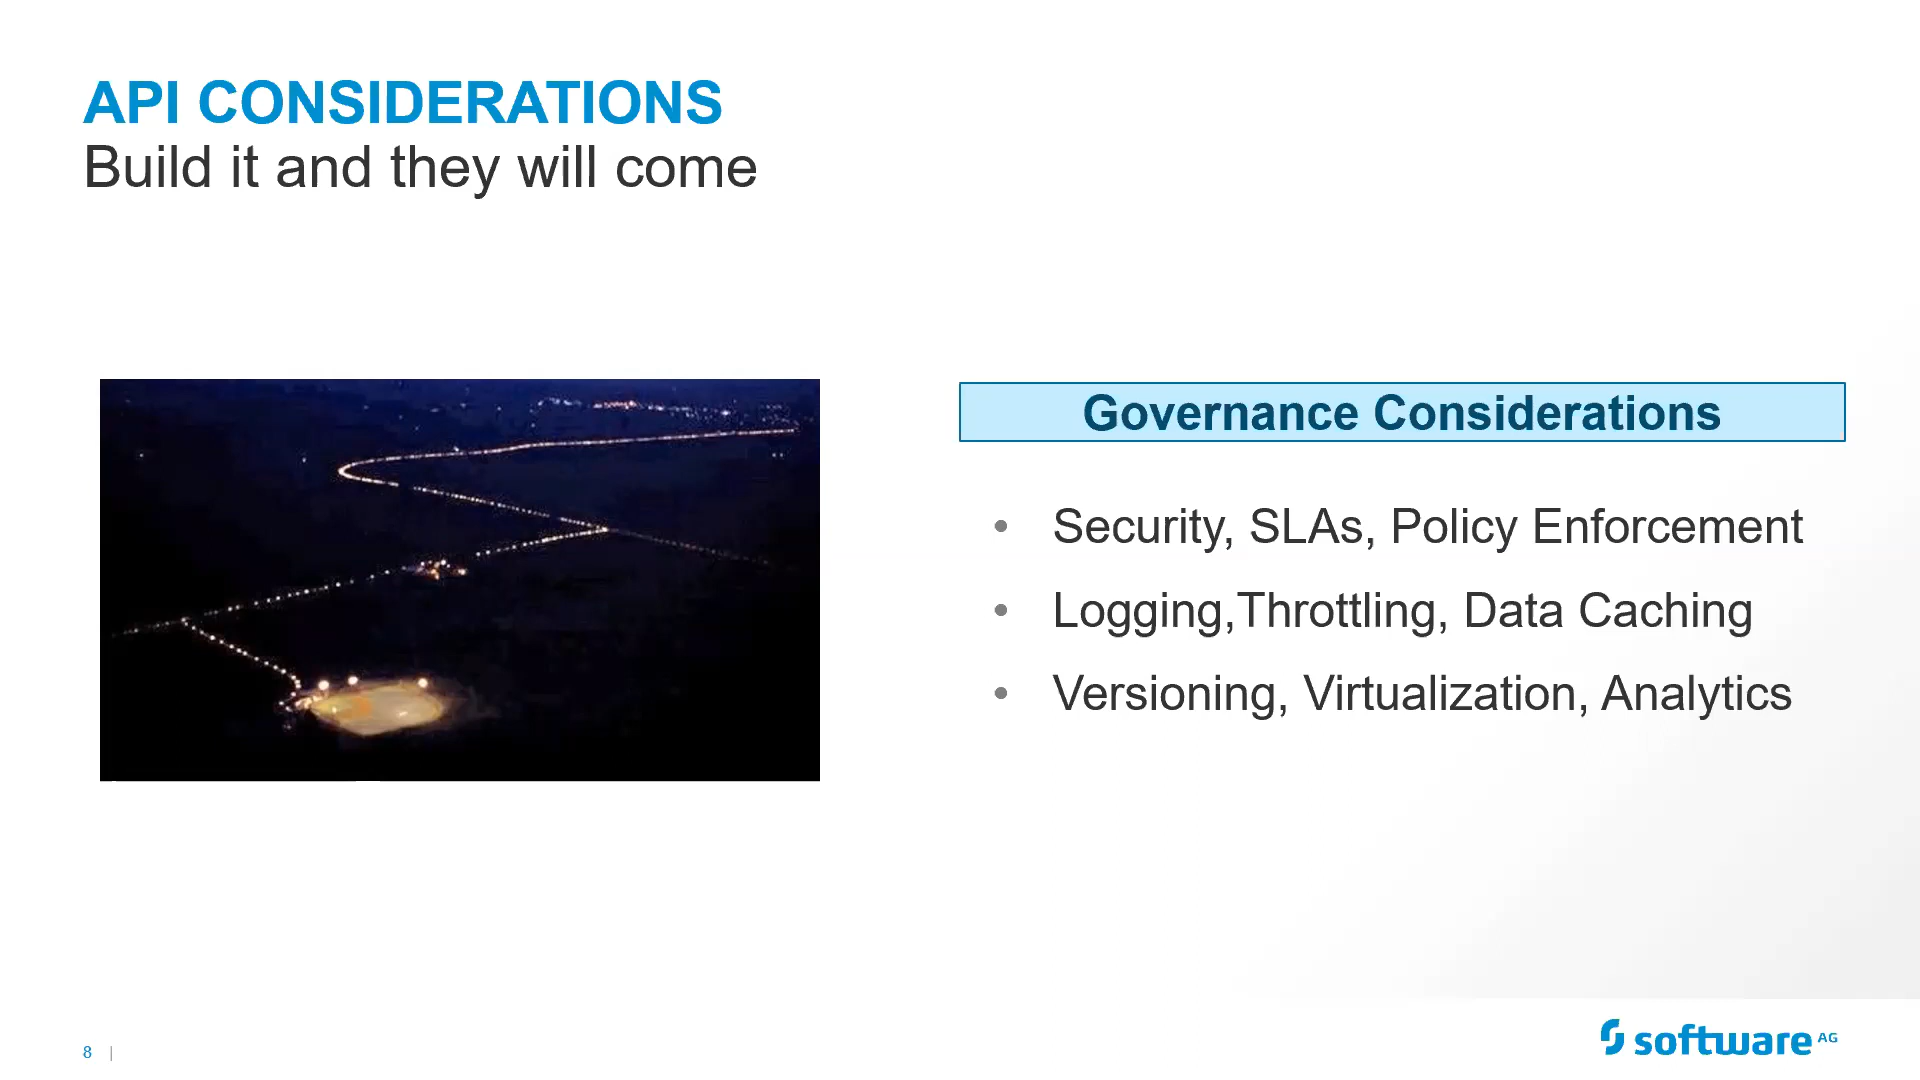 API CONSIDERATIONS
Build it and they will come
Governance Considerations
• Security, SLAs, Policy Enforcement
• Logging,Throttling, Data Caching
• Versioning, Virtualization, Analytics
8 |
software AG